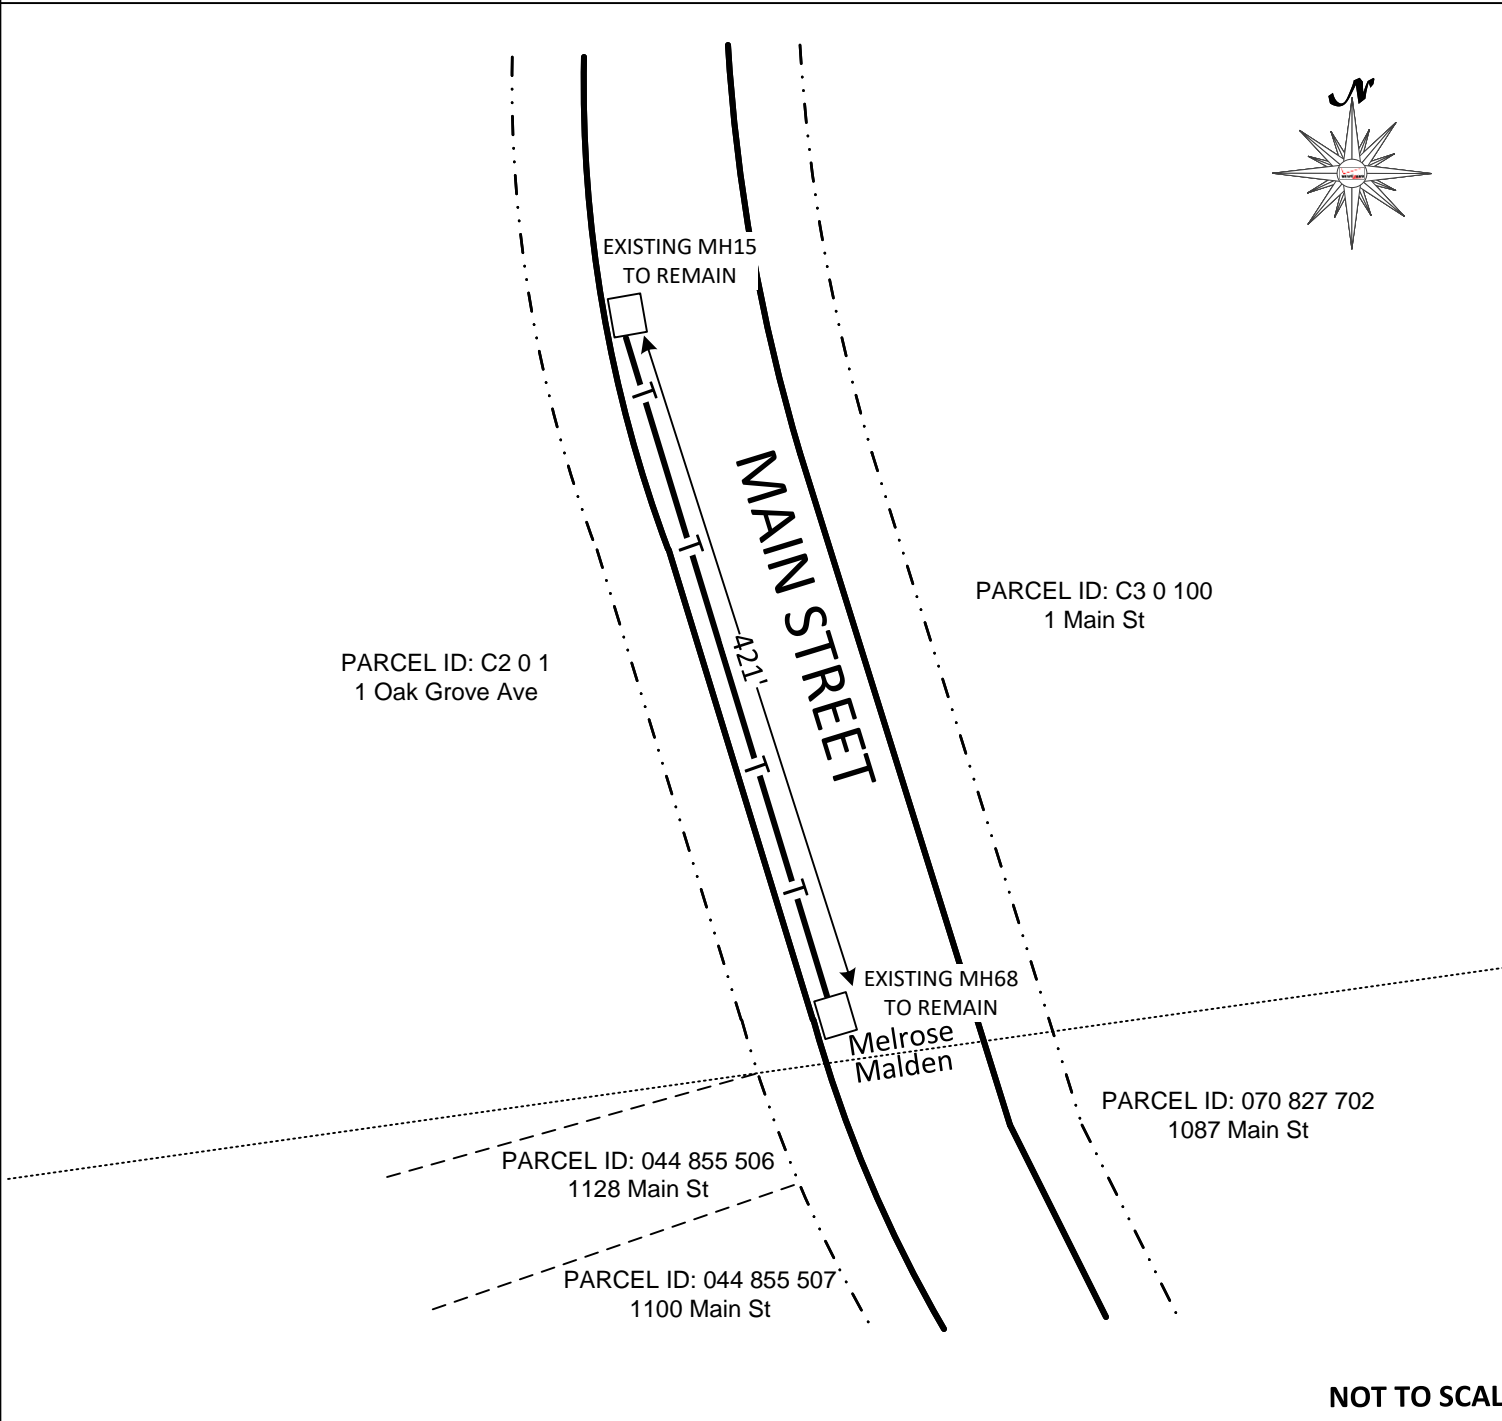 N
EXISTING MH15
TO REMAIN
T
T
MAIN STREET
PARCEL ID: C3 0 100
1 Main St
421'
PARCEL ID: C2 0 1
1 Oak Grove Ave
T
T
EXISTING MH68
TO REMAIN
Melrose
Malden
PARCEL ID: 070 827 702
1087 Main St
PARCEL ID: 044 855 506
1128 Main St
PARCEL ID: 044 855 507
1100 Main St
NOT TO SCAL